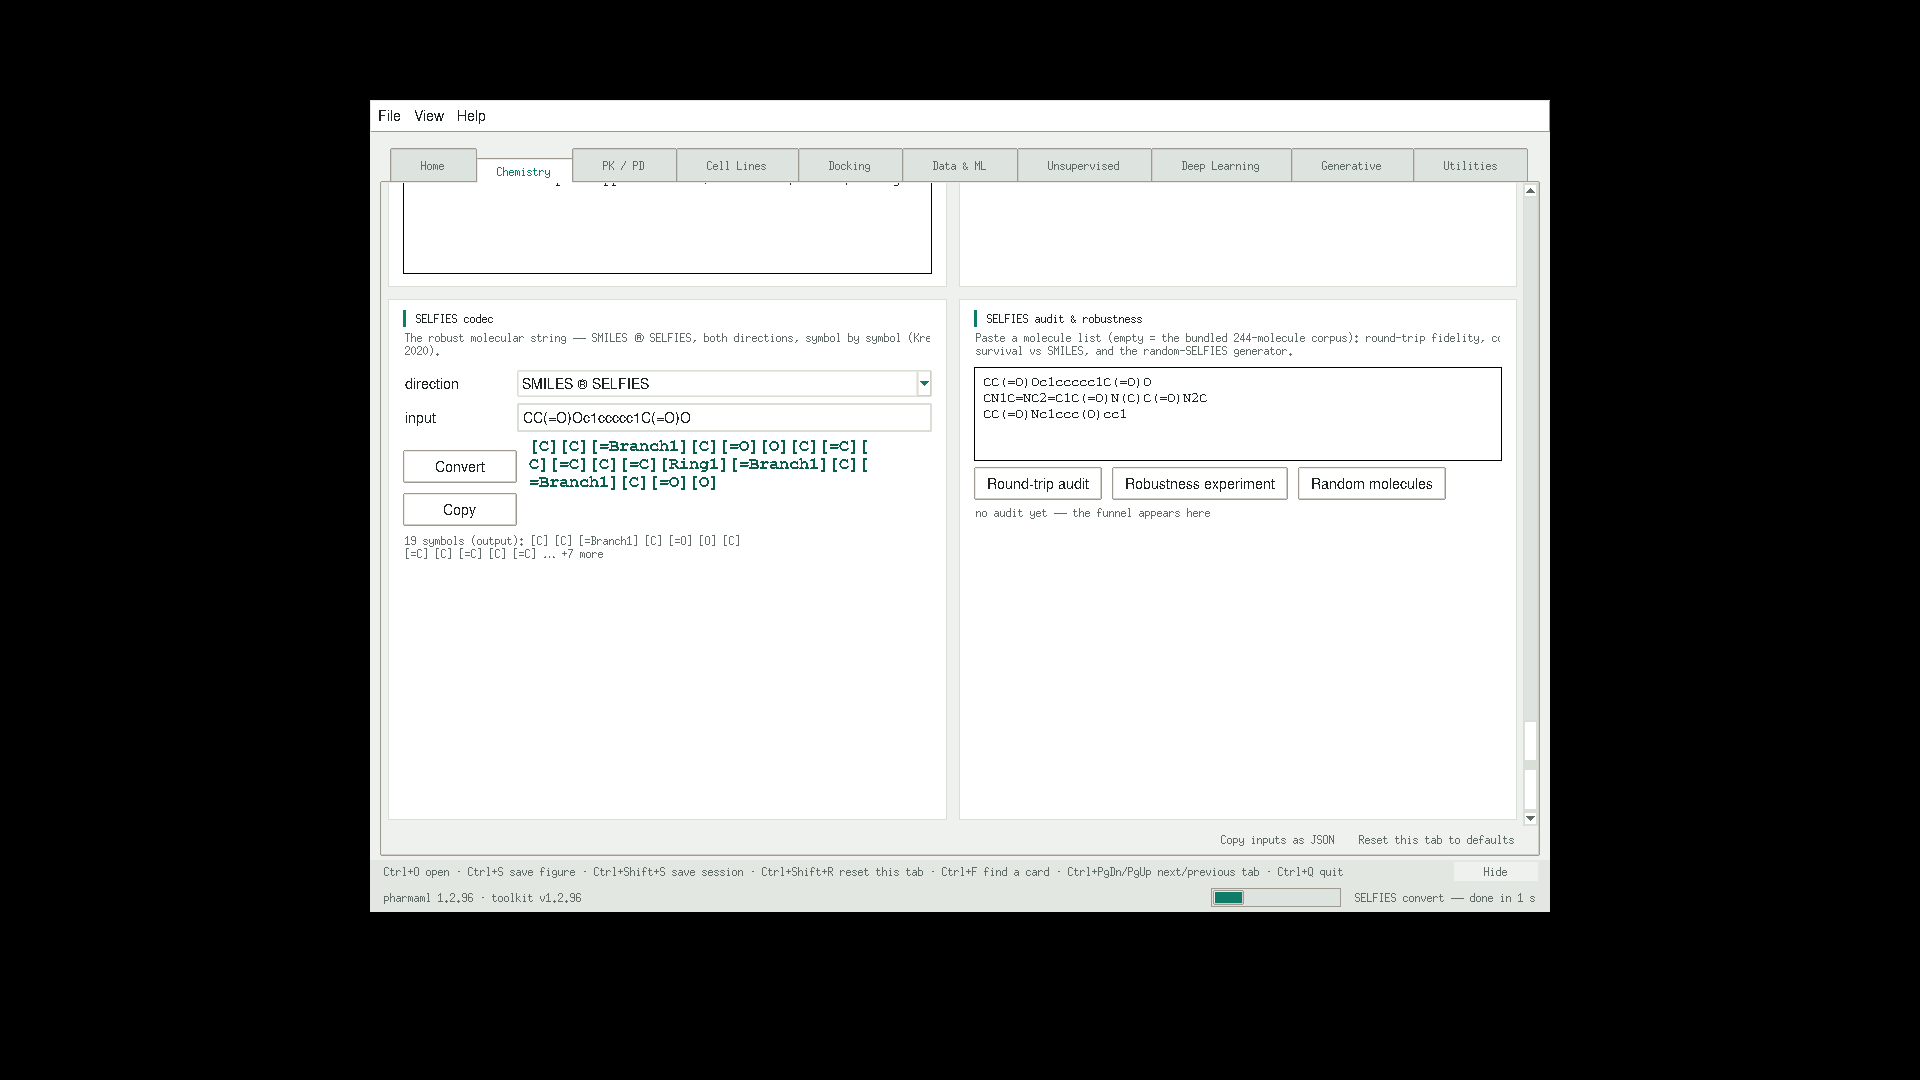 File View Help
Home Chemistry PK / PD Cell Lines Docking Data & ML Unsupervised Deep Learning Generative Utilities
SELFIES codec
The robust molecular string —— SMILES ® SELFIES, both directions, symbol by symbol (Kre
2020).
direction SMILES ® SELFIES
input CC(=O)Oc1ccccc1C(=O)O
Convert
Copy
[C][C][=Branch1][C][=O][O][C][=C][
C][=C][C][=C][Ring1][=Branch1][C][
=Branch1][C][=O][O]
19 symbols (output): [C] [C] [=Branch1] [C] [=O] [O] [C]
[=C] [C] [=C] [C] [=C] ... +7 more
SELFIES audit & robustness
Paste a molecule list (empty = the bundled 244-molecule corpus): round-trip fidelity, co
survival vs SMILES, and the random-SELFIES generator.
CC(=O)Oc1ccccc1C(=O)O
CN1C=NC2=C1C(=O)N(C)C(=O)N2C
CC(=O)Nc1ccc(O)cc1
Round-trip audit Robustness experiment Random molecules
no audit yet —— the funnel appears here
Copy inputs as JSON Reset this tab to defaults
Ctrl+O open · Ctrl+S save figure · Ctrl+Shift+S save session · Ctrl+Shift+R reset this tab · Ctrl+F find a card · Ctrl+PgDn/PgUp next/previous tab · Ctrl+Q quit Hide
pharmaml 1.2.96 · toolkit v1.2.96 SELFIES convert —— done in 1 s